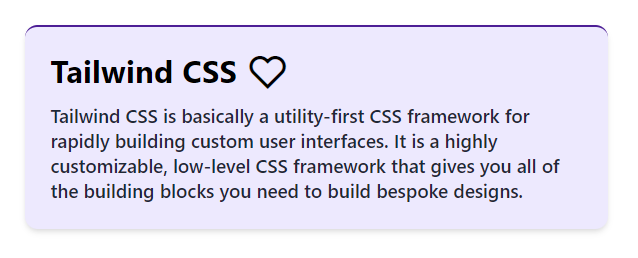 Tailwind CSS
Tailwind CSS is basically a utility-first CSS framework for
rapidly building custom user interfaces. It is a highly
customizable, low-level CSS framework that gives you all of
the building blocks you need to build bespoke designs.